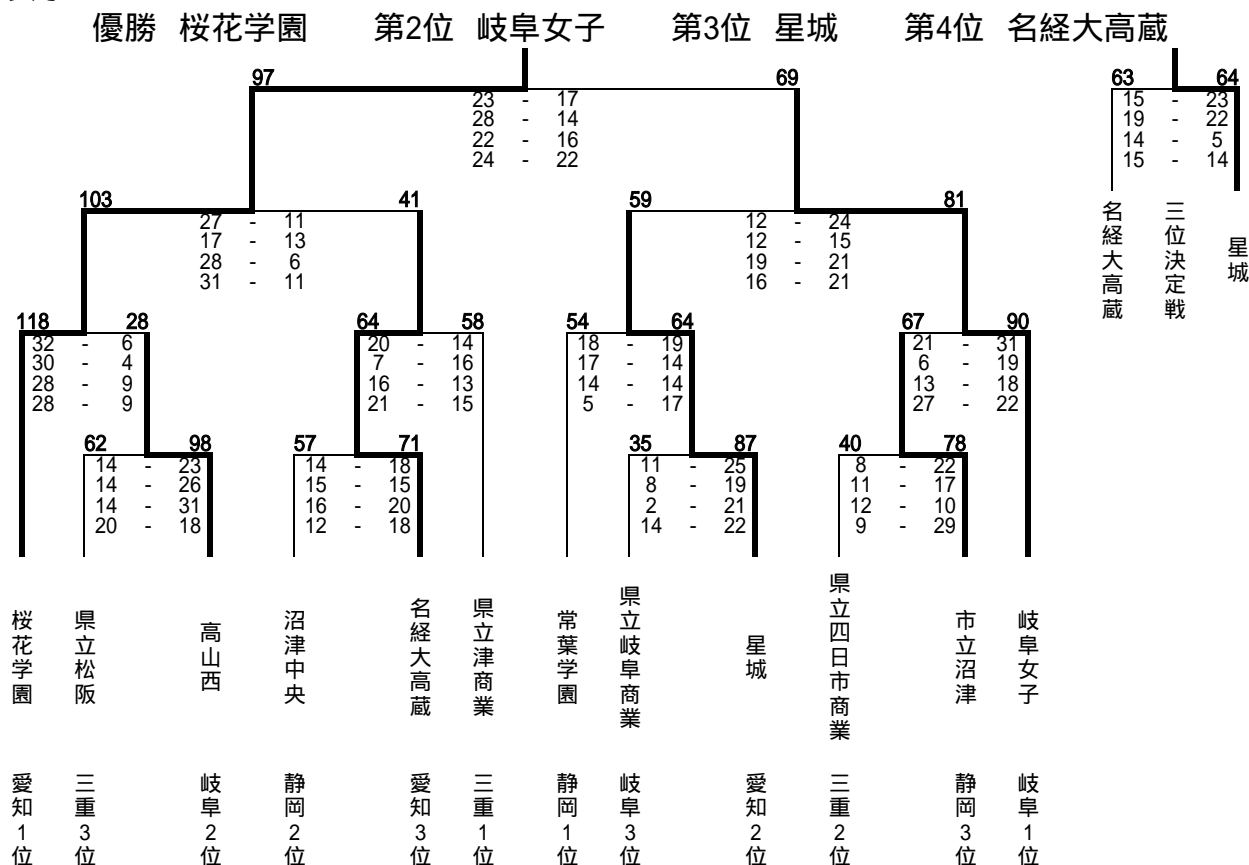 優勝 桜花学園 第2位 岐阜女子 第3位 星城 第4位 名経大高蔵
97 69 63 64
23 - 17
28 - 14
22 - 16
24 - 22
15 - 23
19 - 22
14 - 5
15 - 14
名経大高蔵
三位決定戦
星城
103 41 59 81
27 - 11
17 - 13
28 - 6
31 - 11
12 - 24
12 - 15
19 - 21
16 - 21
118 28 64 58 54 64 67 90
32 - 6
30 - 4
28 - 9
28 - 9
20 - 14
7 - 16
16 - 13
21 - 15
18 - 19
17 - 14
14 - 14
5 - 17
21 - 31
6 - 19
13 - 18
27 - 22
62 98 57 71 35 87 40 78
14 - 23
14 - 26
14 - 31
20 - 18
14 - 18
15 - 15
16 - 20
12 - 18
11 - 25
8 - 19
2 - 21
14 - 22
8 - 22
11 - 17
12 - 10
9 - 29
桜花学園
県立松阪
高山西
沼津中央
名経大高蔵
県立津商業
常葉学園
県立岐阜商業
星城
県立四日市商業
市立沼津
岐阜女子
愛知1位
三重3位
岐阜2位
静岡2位
愛知3位
三重1位
静岡1位
岐阜3位
愛知2位
三重2位
静岡3位
岐阜1位